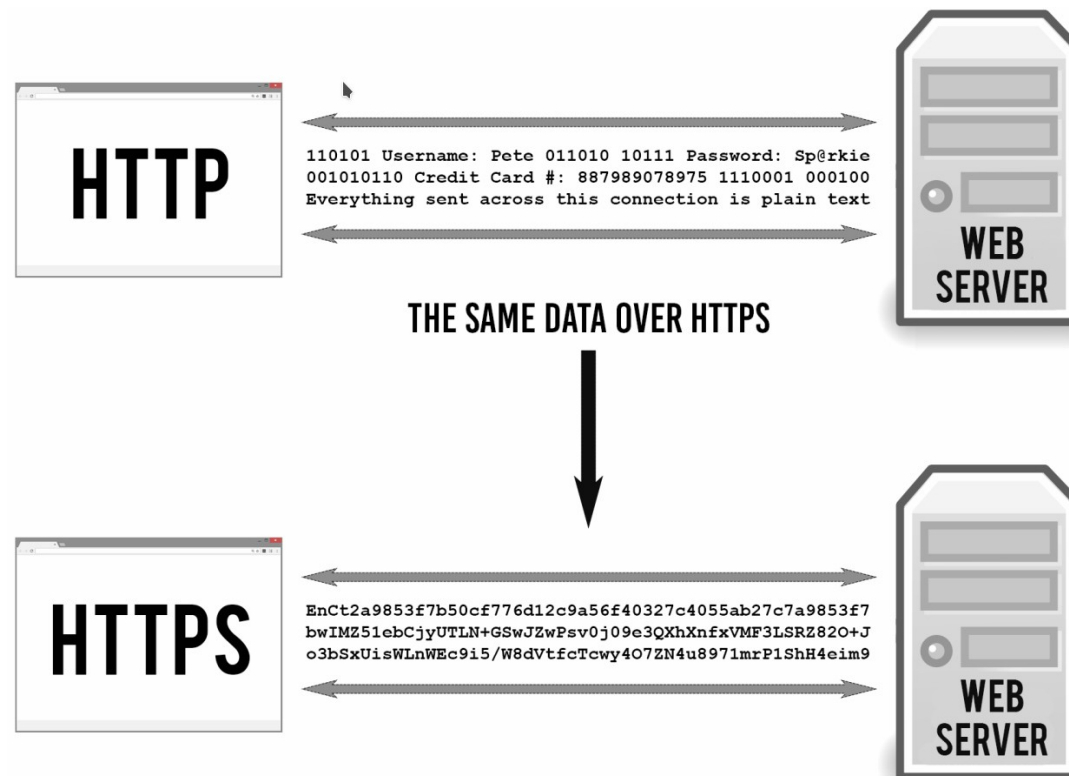 HTTP
110101 Username: Pete 011010 10111 Password: Sp@rkie
001010110 Credit Card #: 887989078975 1110001 000100
Everything sent across this connection is plain text
WEB
SERVER
THE SAME DATA OVER HTTPS
HTTPS
EnCt2a9853f7b50cf776d12c9a56f40327c4055ab27c7a9853f7
bwIMZ51ebCjyUTLN+GSwJZwPsv0j09e3QXhXnfxVMF3LSRZ82O+J
o3bSxUisWLnWEc9i5/W8dVtfcTcwy4O7ZN4u8971mrP1ShH4eim9
WEB
SERVER